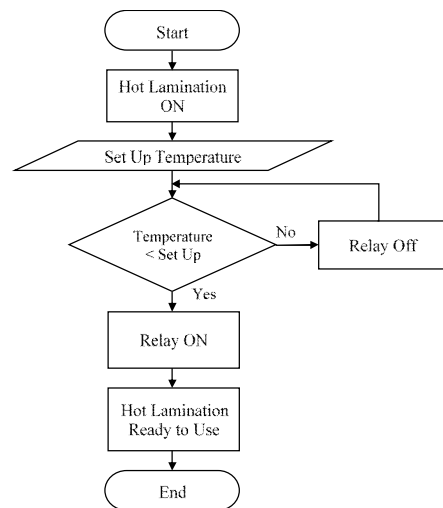 Start
Hot Lamination
ON
Set Up Temperature
Temperature
< Set Up
No
Relay Off
Yes
Relay ON
Hot Lamination
Ready to Use
End